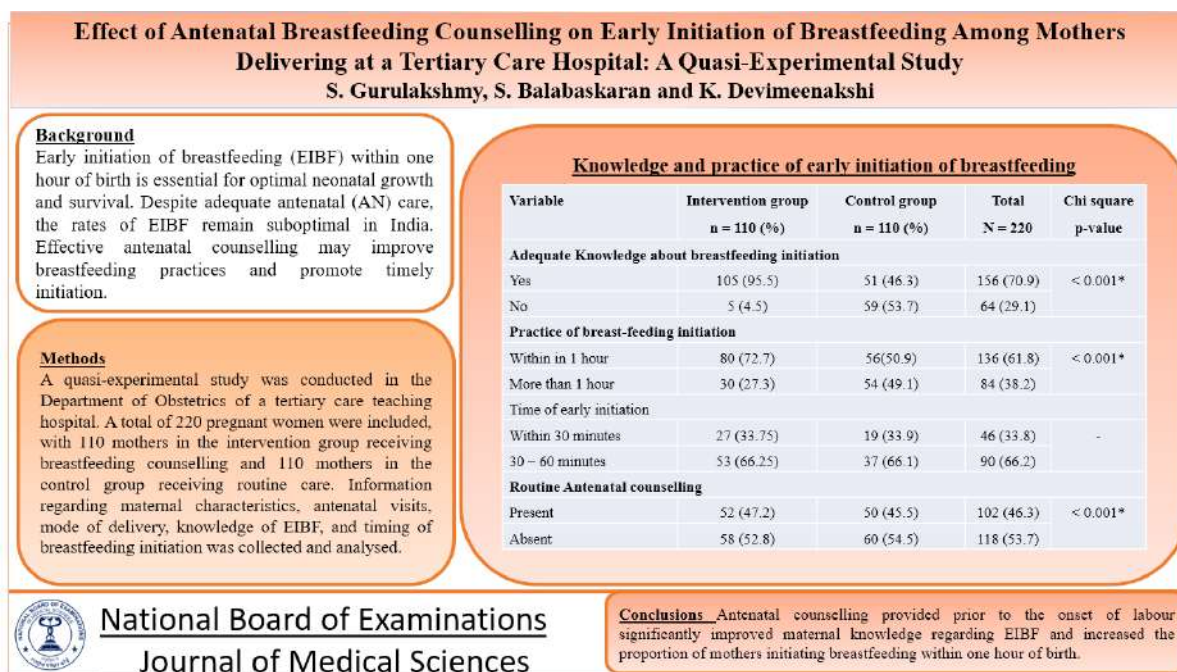 Effect of Antenatal Breastfeeding Counselling on Early Initiation of Breastfeeding Among Mothers
Delivering at a Tertiary Care Hospital: A Quasi-Experimental Study
S. Gurulakshmy, S. Balabaskaran and K. Devimeenakshi
Background
Early initiation of breastfeeding (EIBF) within one
hour of birth is essential for optimal neonatal growth
and survival. Despite adequate antenatal (AN) care,
the rates of EIBF remain suboptimal in India.
Effective antenatal counselling may improve
breastfeeding practices and promote timely
initiation.
Methods
A quasi-experimental study was conducted in the
Department of Obstetrics of a tertiary care teaching
hospital. A total of 220 pregnant women were included,
with 110 mothers in the intervention group receiving
breastfeeding counselling and 110 mothers in the
control group receiving routine care. Information
regarding maternal characteristics, antenatal visits,
mode of delivery, knowledge of EIBF, and timing of
breastfeeding initiation was collected and analysed.
Knowledge and practice of early initiation of breastfeeding
Variable Intervention group Control group Total Chi square
n = 110 (%) n = 110 (%) N = 220 p-value
Adequate Knowledge about breastfeeding initiation
Yes 105 (95.5) 51 (46.3) 156 (70.9) < 0.001*
No 5 (4.5) 59 (53.7) 64 (29.1)
Practice of breast-feeding initiation
Within in 1 hour 80 (72.7) 56(50.9) 136 (61.8) < 0.001*
More than 1 hour 30 (27.3) 54 (49.1) 84 (38.2)
Time of early initiation
Within 30 minutes 27 (33.75) 19 (33.9) 46 (33.8) -
30 – 60 minutes 53 (66.25) 37 (66.1) 90 (66.2)
Routine Antenatal counselling
Present 52 (47.2) 50 (45.5) 102 (46.3) < 0.001*
Absent 58 (52.8) 60 (54.5) 118 (53.7)
National Board of Examinations
Journal of Medical Sciences
Conclusions Antenatal counselling provided prior to the onset of labour
significantly improved maternal knowledge regarding EIBF and increased the
proportion of mothers initiating breastfeeding within one hour of birth.